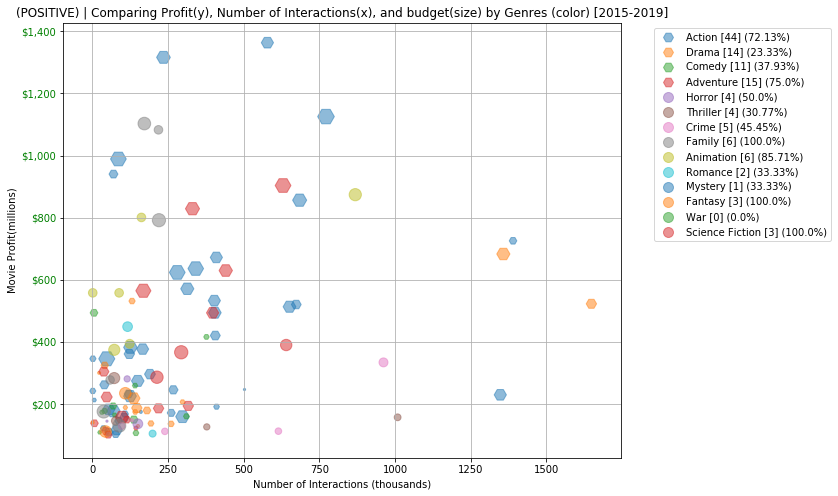 (POSITIVE) | Comparing Profit(y), Number of Interactions(x), and budget(size) by Genres (color) [2015-2019]
Movie Profit(millions)
$1,400
$1,200
$1,000
$800
$600
$400
$200
0
250
500
750
1000
1250
1500
Number of Interactions (thousands)
Action [44] (72.13%)
Drama [14] (23.33%)
Comedy [11] (37.93%)
Adventure [15] (75.0%)
Horror [4] (50.0%)
Thriller [4] (30.77%)
Crime [5] (45.45%)
Family [6] (100.0%)
Animation [6] (85.71%)
Romance [2] (33.33%)
Mystery [1] (33.33%)
Fantasy [3] (100.0%)
War [0] (0.0%)
Science Fiction [3] (100.0%)